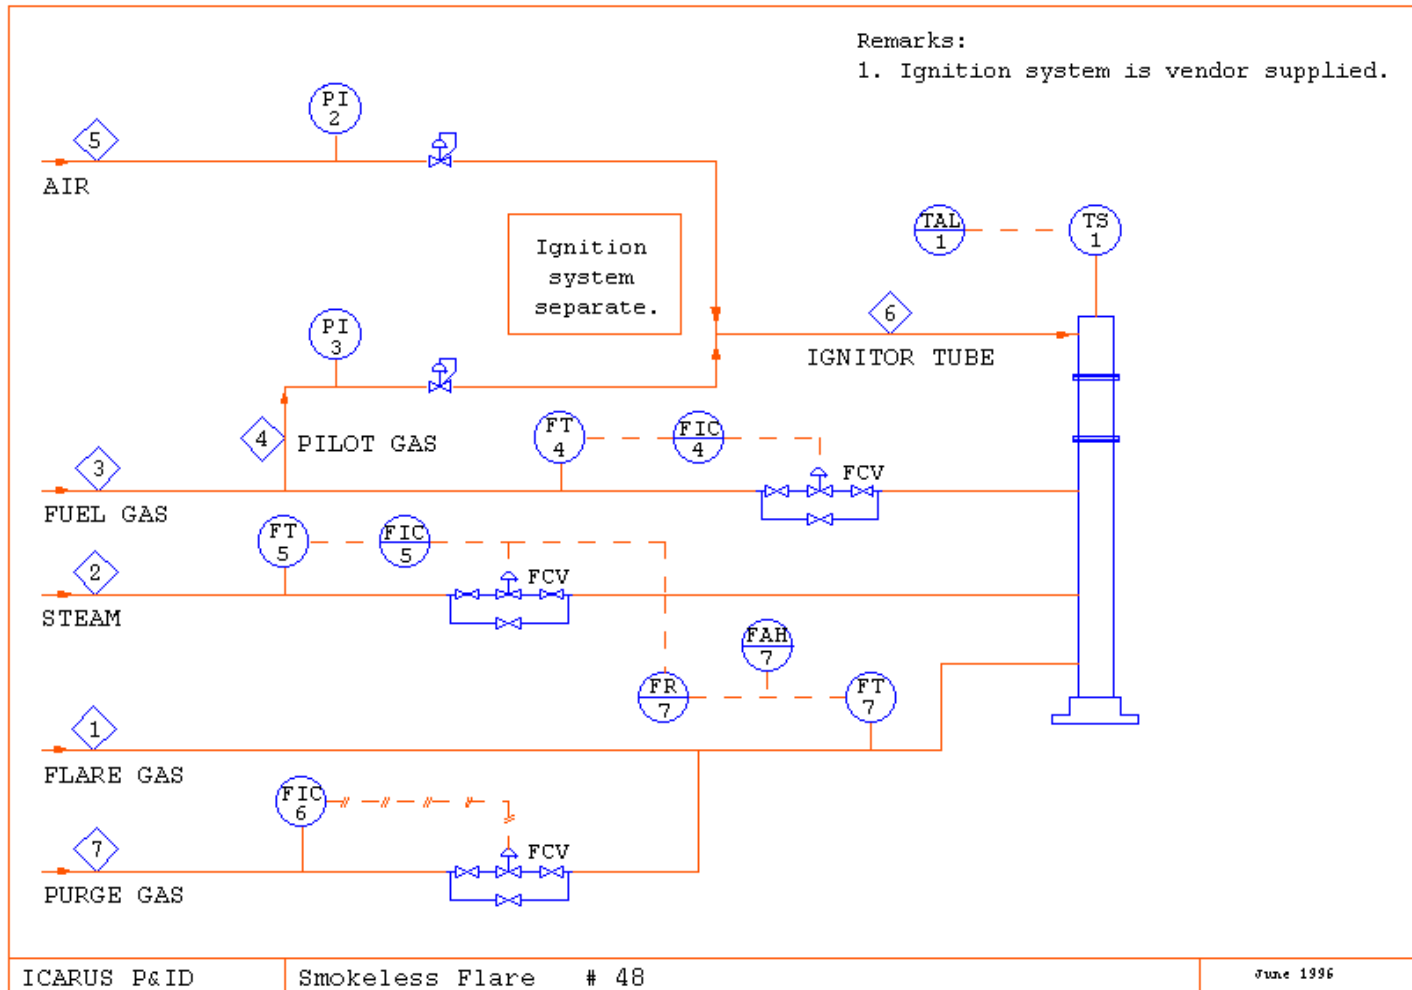 Remarks:
1. Ignition system is vendor supplied.
PI
2
5
AIR
TAL
1
TS
1
Ignition
system
separate.
6
IGNITOR TUBE
PI
3
4
PILOT GAS
FT
4
FIC
4
FCV
3
FUEL GAS
FT
5
FIC
5
FCV
2
STEAM
FAH
7
FR
7
FT
7
1
FLARE GAS
FIC
6
FCV
7
PURGE GAS
ICARUS P&ID
Smokeless Flare # 48
June 1996